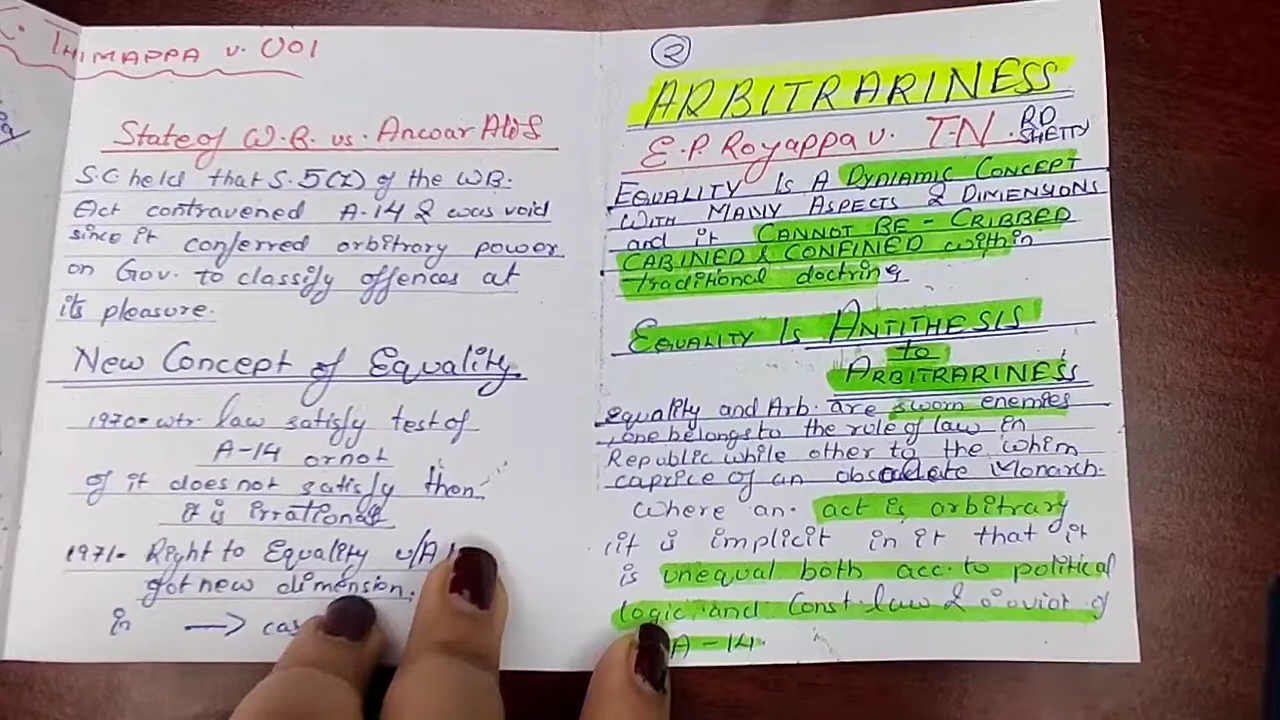 THIMAPPA v. UOI
State of W.B. vs. Anwar Ali S
S.C held that S. 5(1) of the WB.
Act contravened A-14 & was void
since it conferred arbitrary power
on Gov. to classify offences at
its pleasure.
New Concept of Equality.
1970- wtr. law satisfy test of
A-14 or not
if it does not satisfy then
it is irrational
1971- Right to Equality u/A
got new dimension.
in → cas
2
ARBITRARINESS
E.P. Royappa v. T-N. RD SHETTY
EQUALITY IS A DYNAMIC CONCEPT
WITH MANY ASPECTS & DIMENSIONS
and it CANNOT BE - CRIBBED
CABINED & CONFINED within
traditional doctrine
EQUALITY IS ANTITHESIS
to
ARBITRARINESS
equality and Arb. are sworn enemies
one belongs to the rule of law in
Republic while other to the whim
caprice of an Monarch.
Where an act is arbitrary
it is implicit in it that it
is unequal both acc. to political
logic and Const. law & of
A-14.